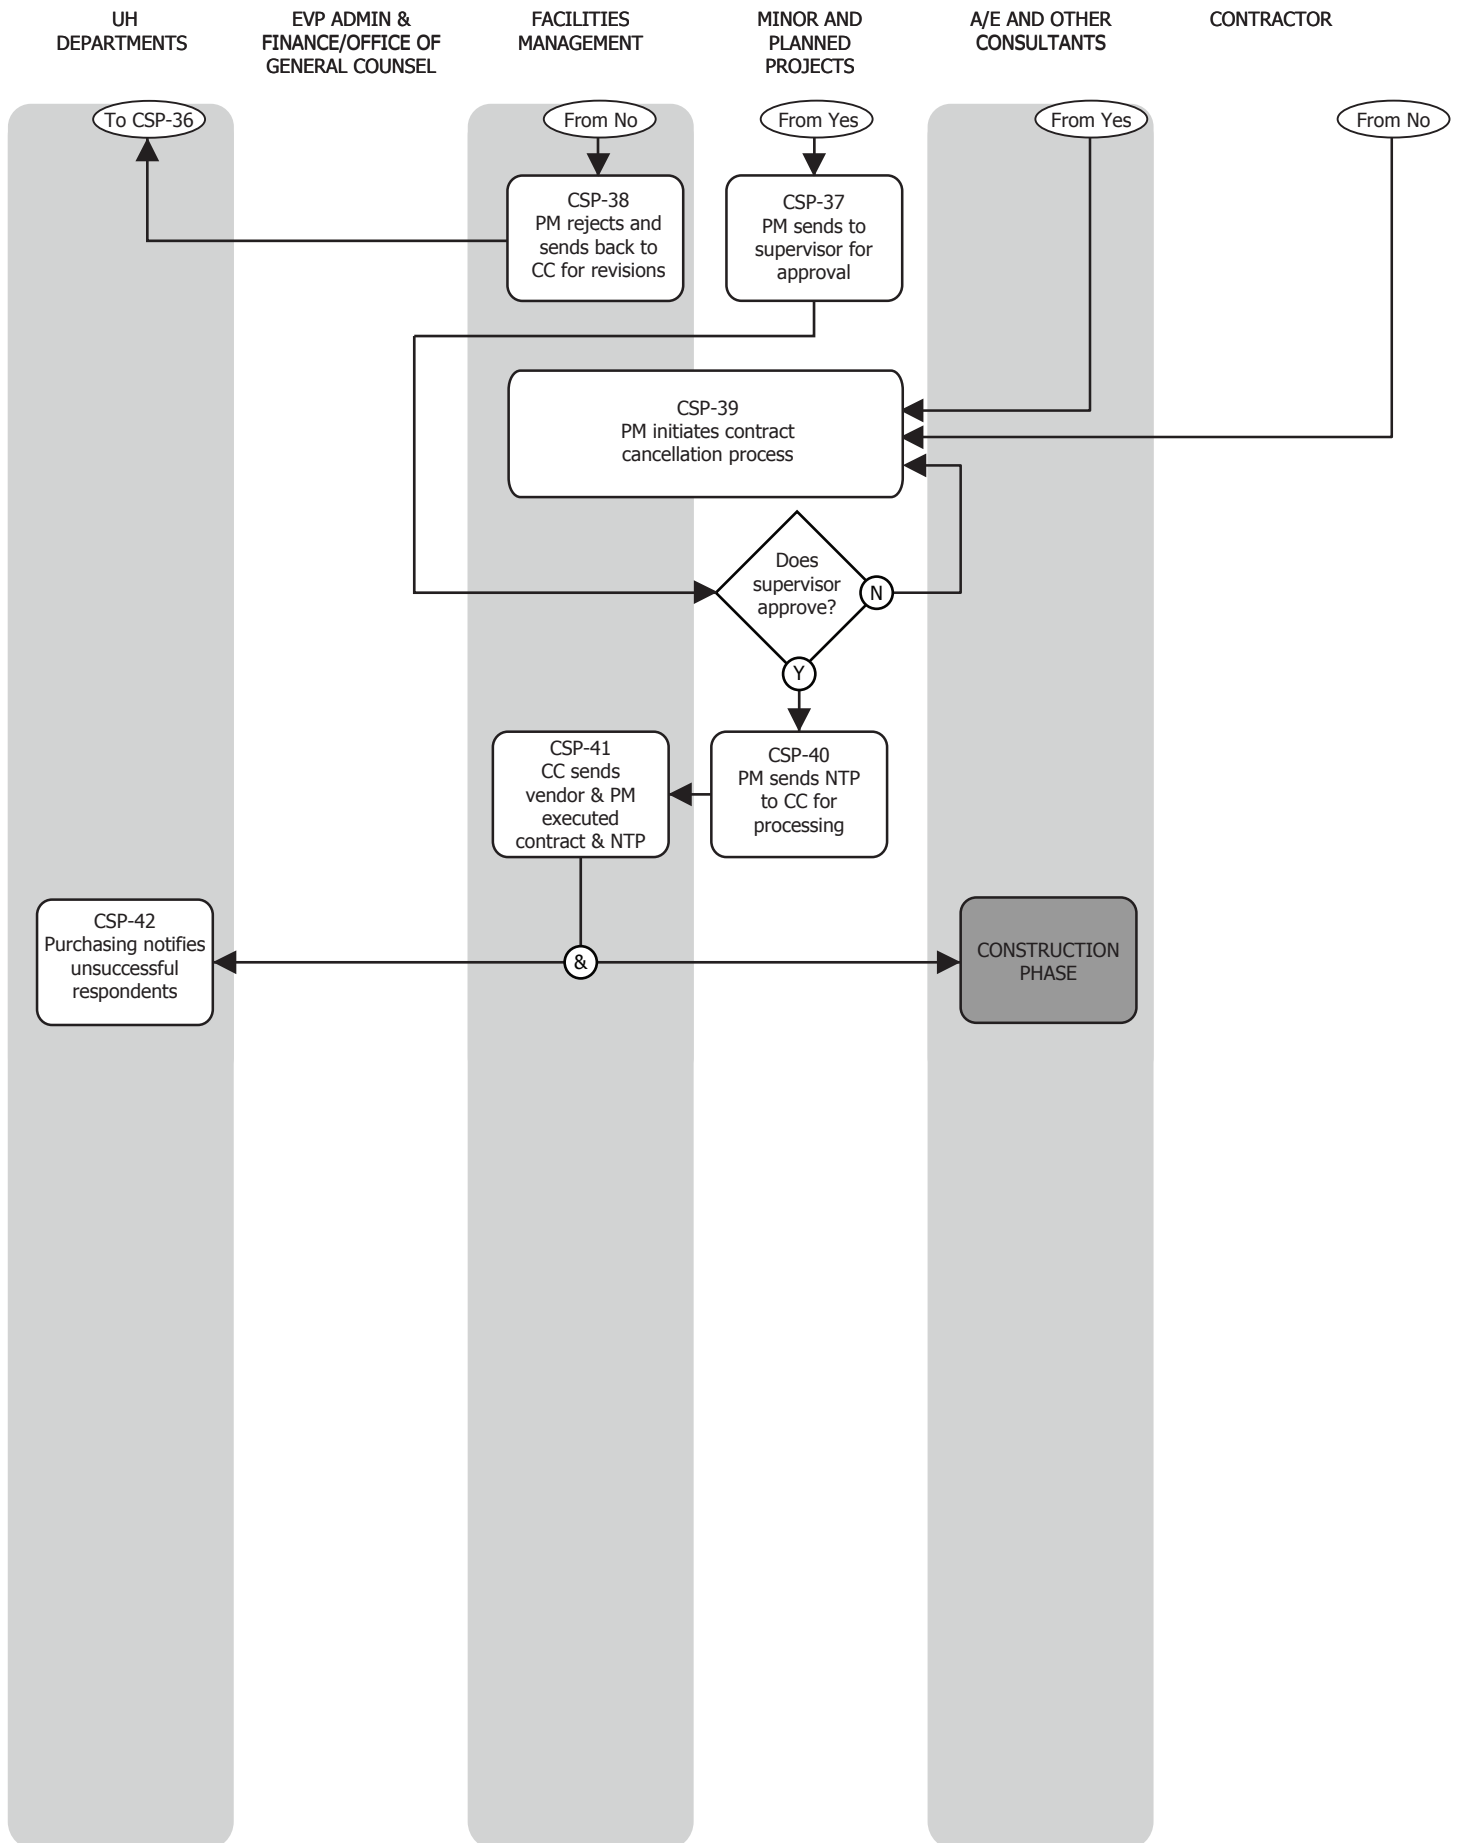 UH
DEPARTMENTS
EVP ADMIN &
FINANCE/OFFICE OF
GENERAL COUNSEL
FACILITIES
MANAGEMENT
MINOR AND
PLANNED
PROJECTS
A/E AND OTHER
CONSULTANTS
CONTRACTOR
To CSP-36
From No
From Yes
From Yes
From No
CSP-38
PM rejects and
sends back to
CC for revisions
CSP-37
PM sends to
supervisor for
approval
CSP-39
PM initiates contract
cancellation process
Does
supervisor
approve?
N
Y
CSP-41
CC sends
vendor & PM
executed
contract & NTP
CSP-40
PM sends NTP
to CC for
processing
CSP-42
Purchasing notifies
unsuccessful
respondents
&
CONSTRUCTION
PHASE